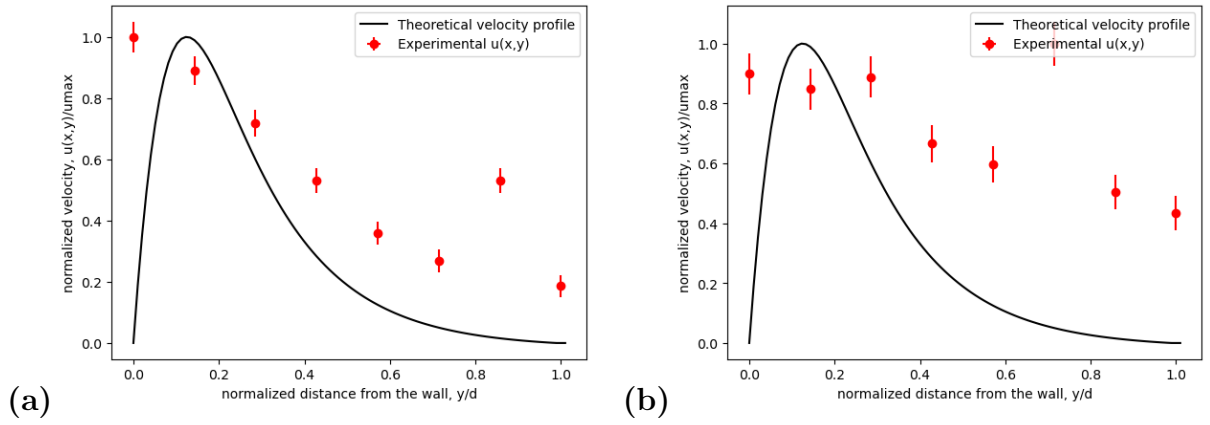 Theoretical velocity profile
Experimental u(x,y)
normalized velocity, u(x,y)/umax
1.0
0.8
0.6
0.4
0.2
0.0
0.0 0.2 0.4 0.6 0.8 1.0
normalized distance from the wall, y/d
(a)
Theoretical velocity profile
Experimental u(x,y)
normalized velocity, u(x,y)/umax
1.0
0.8
0.6
0.4
0.2
0.0
0.0 0.2 0.4 0.6 0.8 1.0
normalized distance from the wall, y/d
(b)